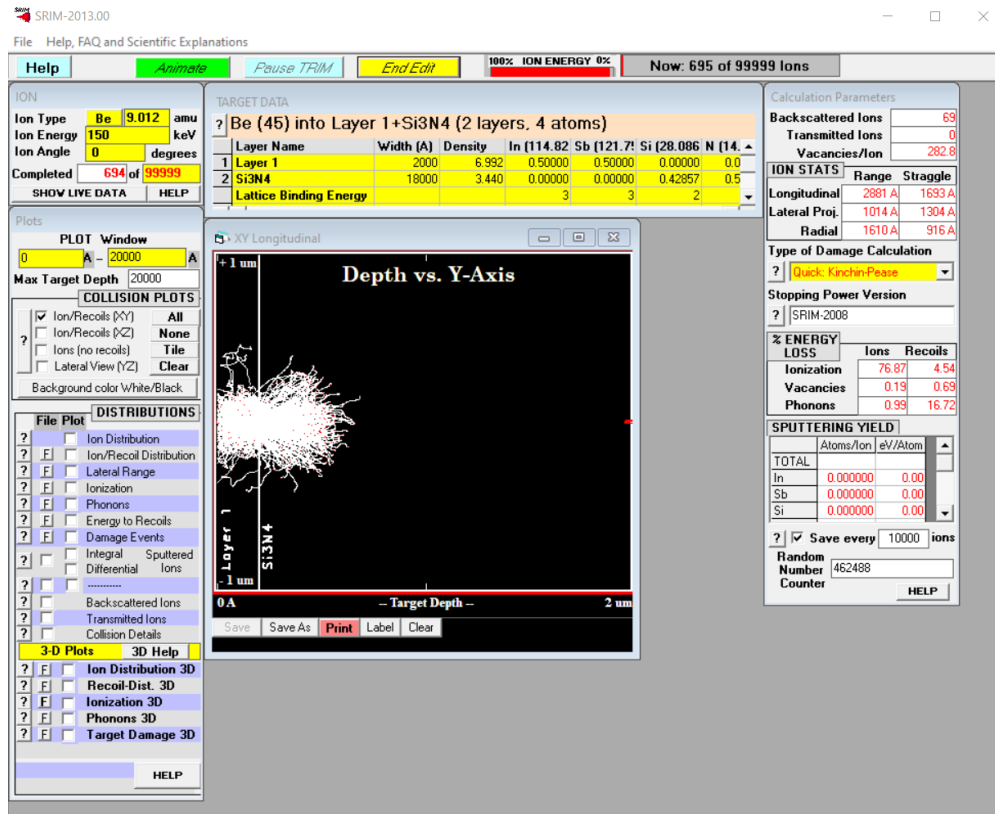 SRIM-2013.00
File Help, FAQ and Scientific Explanations
Help Animate Pause TRIM End Edit 100% ION ENERGY 0% Now: 695 of 99999 Ions
ION
Ion Type Be 9.012 amu
Ion Energy 150 keV
Ion Angle 0 degrees
Completed 694 of 99999
SHOW LIVE DATA HELP
TARGET DATA
? Be (45) into Layer 1+Si3N4 (2 layers, 4 atoms)
Layer Name Width (A) Density In (114.82 Sb (121.7 Si (28.086 N (14.
1 Layer 1 2000 6.992 0.50000 0.50000 0.00000 0.0
2 Si3N4 18000 3.440 0.00000 0.00000 0.42857 0.5
Lattice Binding Energy 3 3 2
Calculation Parameters
Backscattered Ions 69
Transmitted Ions 0
Vacancies/Ion 282.8
ION STATS Range Straggle
Longitudinal 2881 A 1693 A
Lateral Proj. 1014 A 1304 A
Radial 1610 A 916 A
Type of Damage Calculation
? Quick: Kinchin-Pease
Stopping Power Version
? SRIM-2008
% ENERGY LOSS Ions Recoils
Ionization 76.87 4.54
Vacancies 0.19 0.69
Phonons 0.99 16.72
SPUTTERING YIELD
Atoms/Ion eV/Atom
TOTAL
In 0.000000 0.00
Sb 0.000000 0.00
Si 0.000000 0.00
? Save every 10000 ions
Random Number Counter 462488
HELP
Plots
PLOT Window
0 A - 20000 A
Max Target Depth 20000
COLLISION PLOTS
? Ion/Recoils (XY) All
Ion/Recoils (XZ) None
Ions (no recoils) Tile
Lateral View (YZ) Clear
Background color White/Black
DISTRIBUTIONS
File Plot
? Ion Distribution
? F Ion/Recoil Distribution
? F Lateral Range
? F Ionization
? F Phonons
? F Energy to Recoils
? F Damage Events
? Integral Sputtered
Differential Ions
? -----------
? Backscattered Ions
? Transmitted Ions
? Collision Details
3-D Plots 3D Help
? F Ion Distribution 3D
? F Recoil-Dist. 3D
? F Ionization 3D
? F Phonons 3D
? F Target Damage 3D
HELP
XY Longitudinal
+1 um
Depth vs. Y-Axis
Layer 1
Si3N4
-1 um
0 A -- Target Depth -- 2 um
Save Save As Print Label Clear